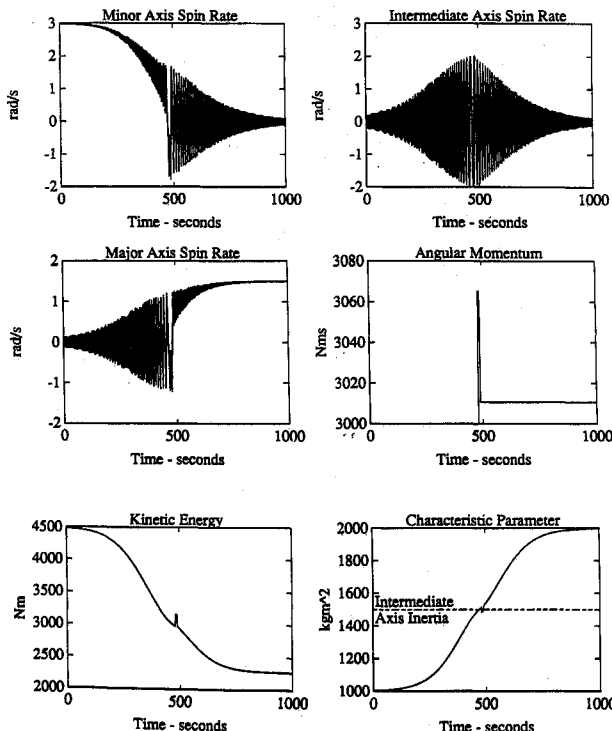 Minor Axis Spin Rate
3
2
1
0
-1
-2
rad/s
0
500
1000
Time - seconds
Intermediate Axis Spin Rate
3
2
1
0
-1
-2
rad/s
0
500
1000
Time - seconds
Major Axis Spin Rate
2
1
0
-1
-2
rad/s
0
500
1000
Time - seconds
Angular Momentum
3080
3060
3040
3020
3000
Nms
0
500
1000
Time - seconds
Kinetic Energy
4500
4000
3500
3000
2500
2000
Nm
0
500
1000
Time - seconds
Characteristic Parameter
2000
1800
1600
1400
1200
1000
kgm^2
Intermediate
Axis Inertia
0
500
1000
Time - seconds